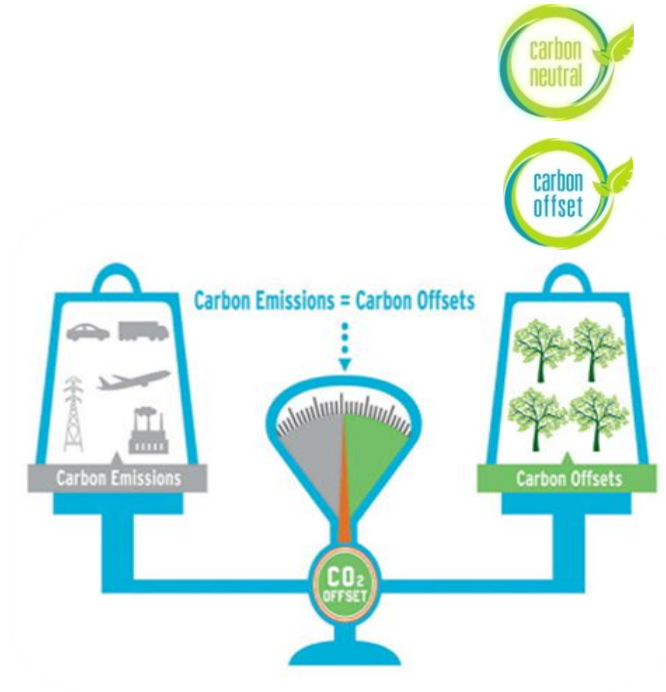 carbon
neutral
carbon
offset
Carbon Emissions = Carbon Offsets
Carbon Emissions
Carbon Offsets
CO₂
OFFSET